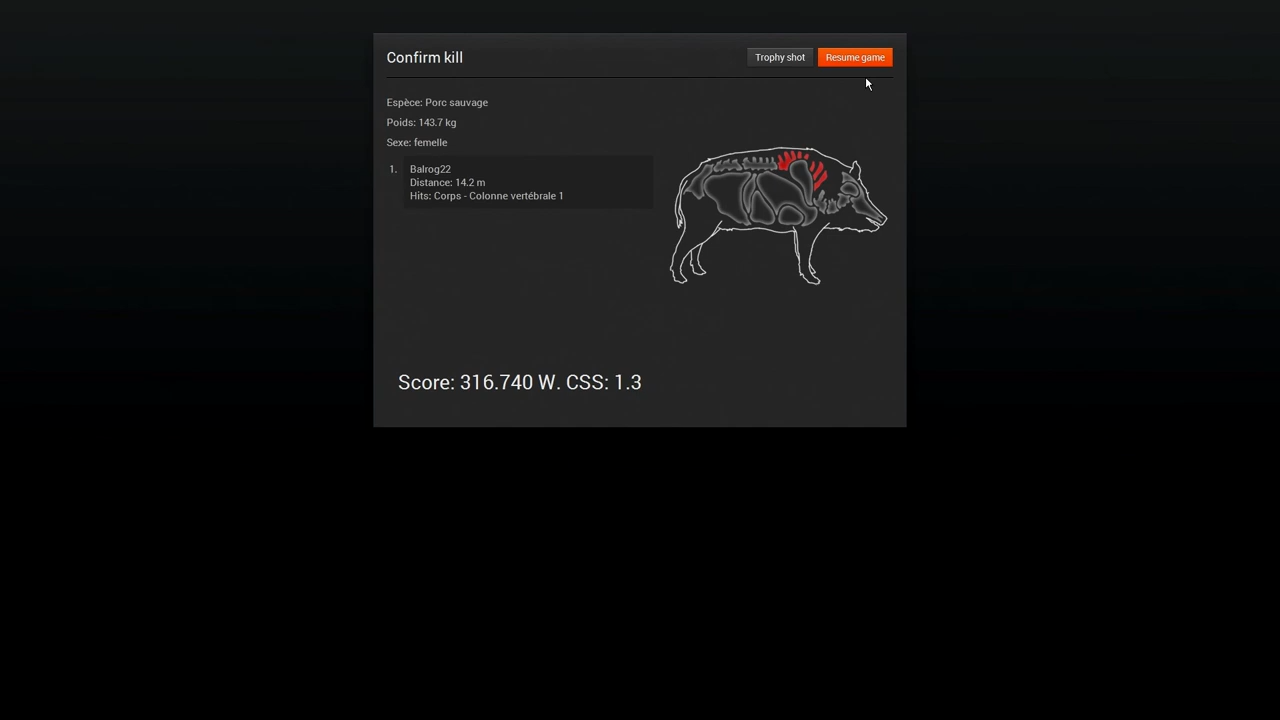 Confirm kill
Trophy shot
Resume game
Espèce: Porc sauvage
Poids: 143.7 kg
Sexe: femelle
1.
Balrog22
Distance: 14.2 m
Hits: Corps - Colonne vertébrale 1
Score: 316.740 W. CSS: 1.3